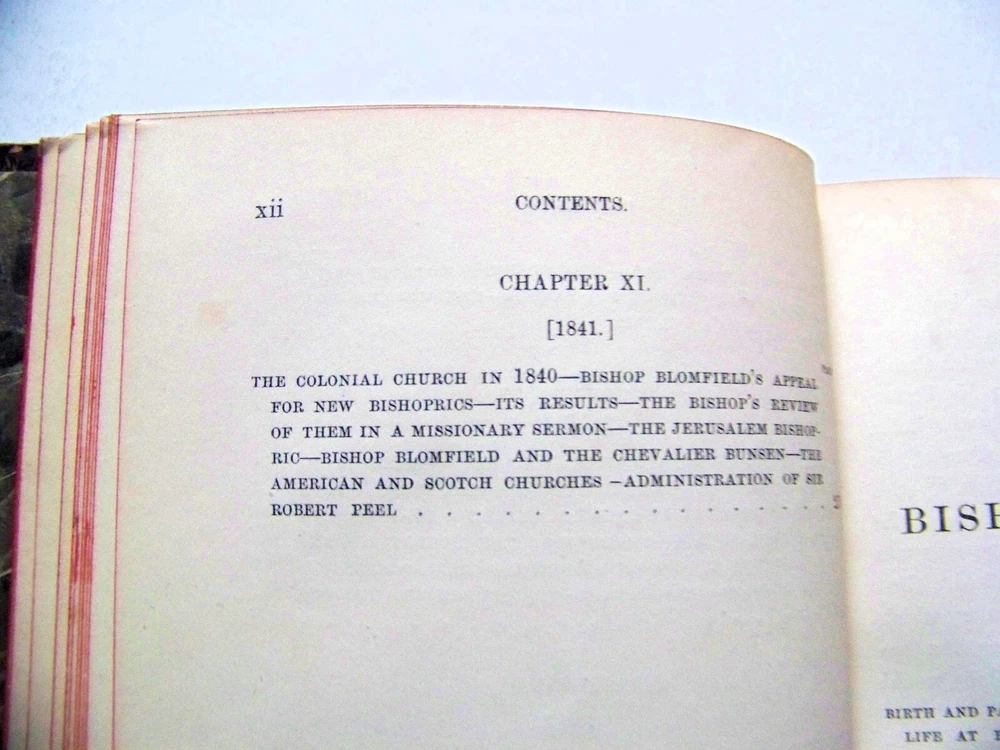 xii CONTENTS.
CHAPTER XI.
[1841.]
THE COLONIAL CHURCH IN 1840—BISHOP BLOMFIELD'S APPEAL
FOR NEW BISHOPRICS—ITS RESULTS—THE BISHOP'S REVIEW
OF THEM IN A MISSIONARY SERMON—THE JERUSALEM BISHOP-
RIC—BISHOP BLOMFIELD AND THE CHEVALIER BUNSEN—THE
AMERICAN AND SCOTCH CHURCHES –ADMINISTRATION OF SIR
ROBERT PEEL . . . . . . . . . . . . . . .
BIRTH AND
LIFE AT